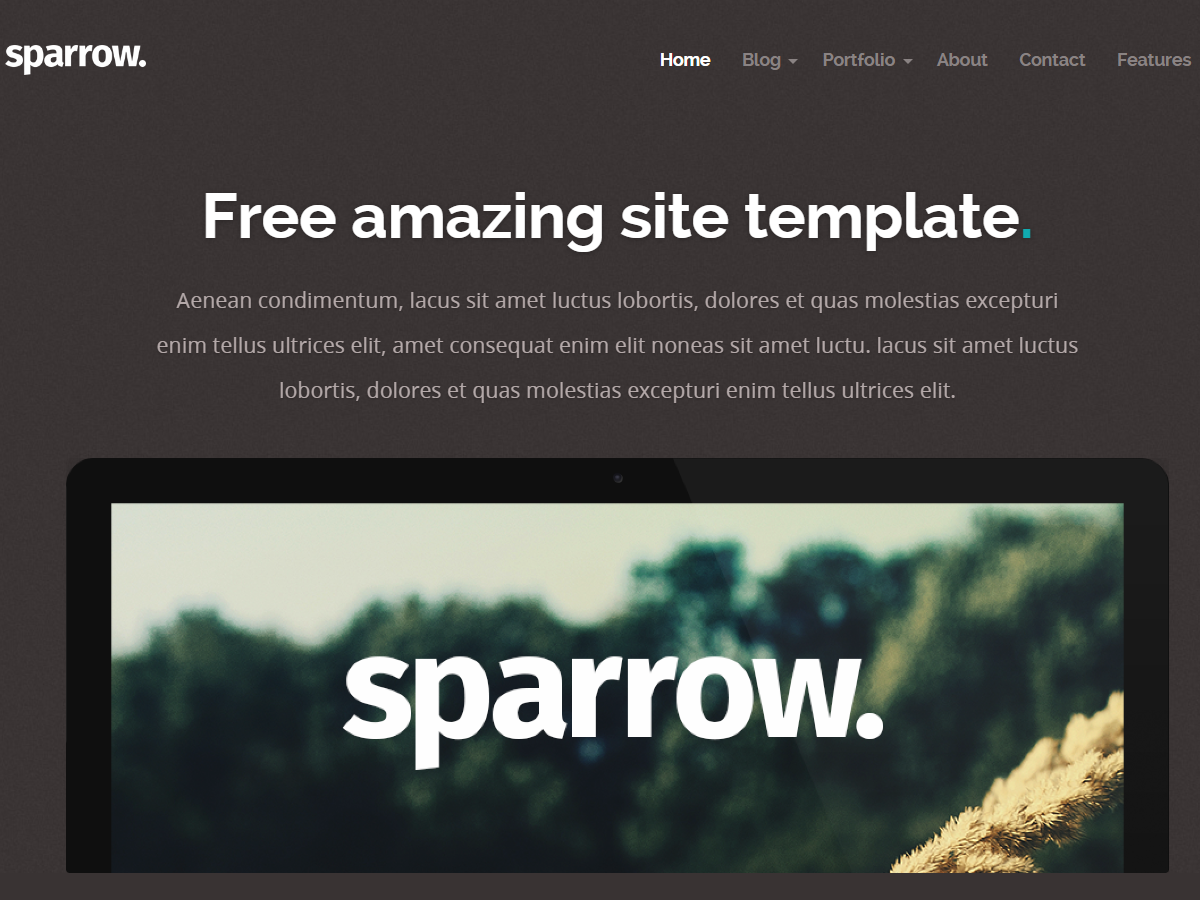 sparrow.
Home Blog Portfolio About Contact Features
Free amazing site template.
Aenean condimentum, lacus sit amet luctus lobortis, dolores et quas molestias excepturi
enim tellus ultrices elit, amet consequat enim elit noneas sit amet luctu. lacus sit amet luctus
lobortis, dolores et quas molestias excepturi enim tellus ultrices elit.
sparrow.